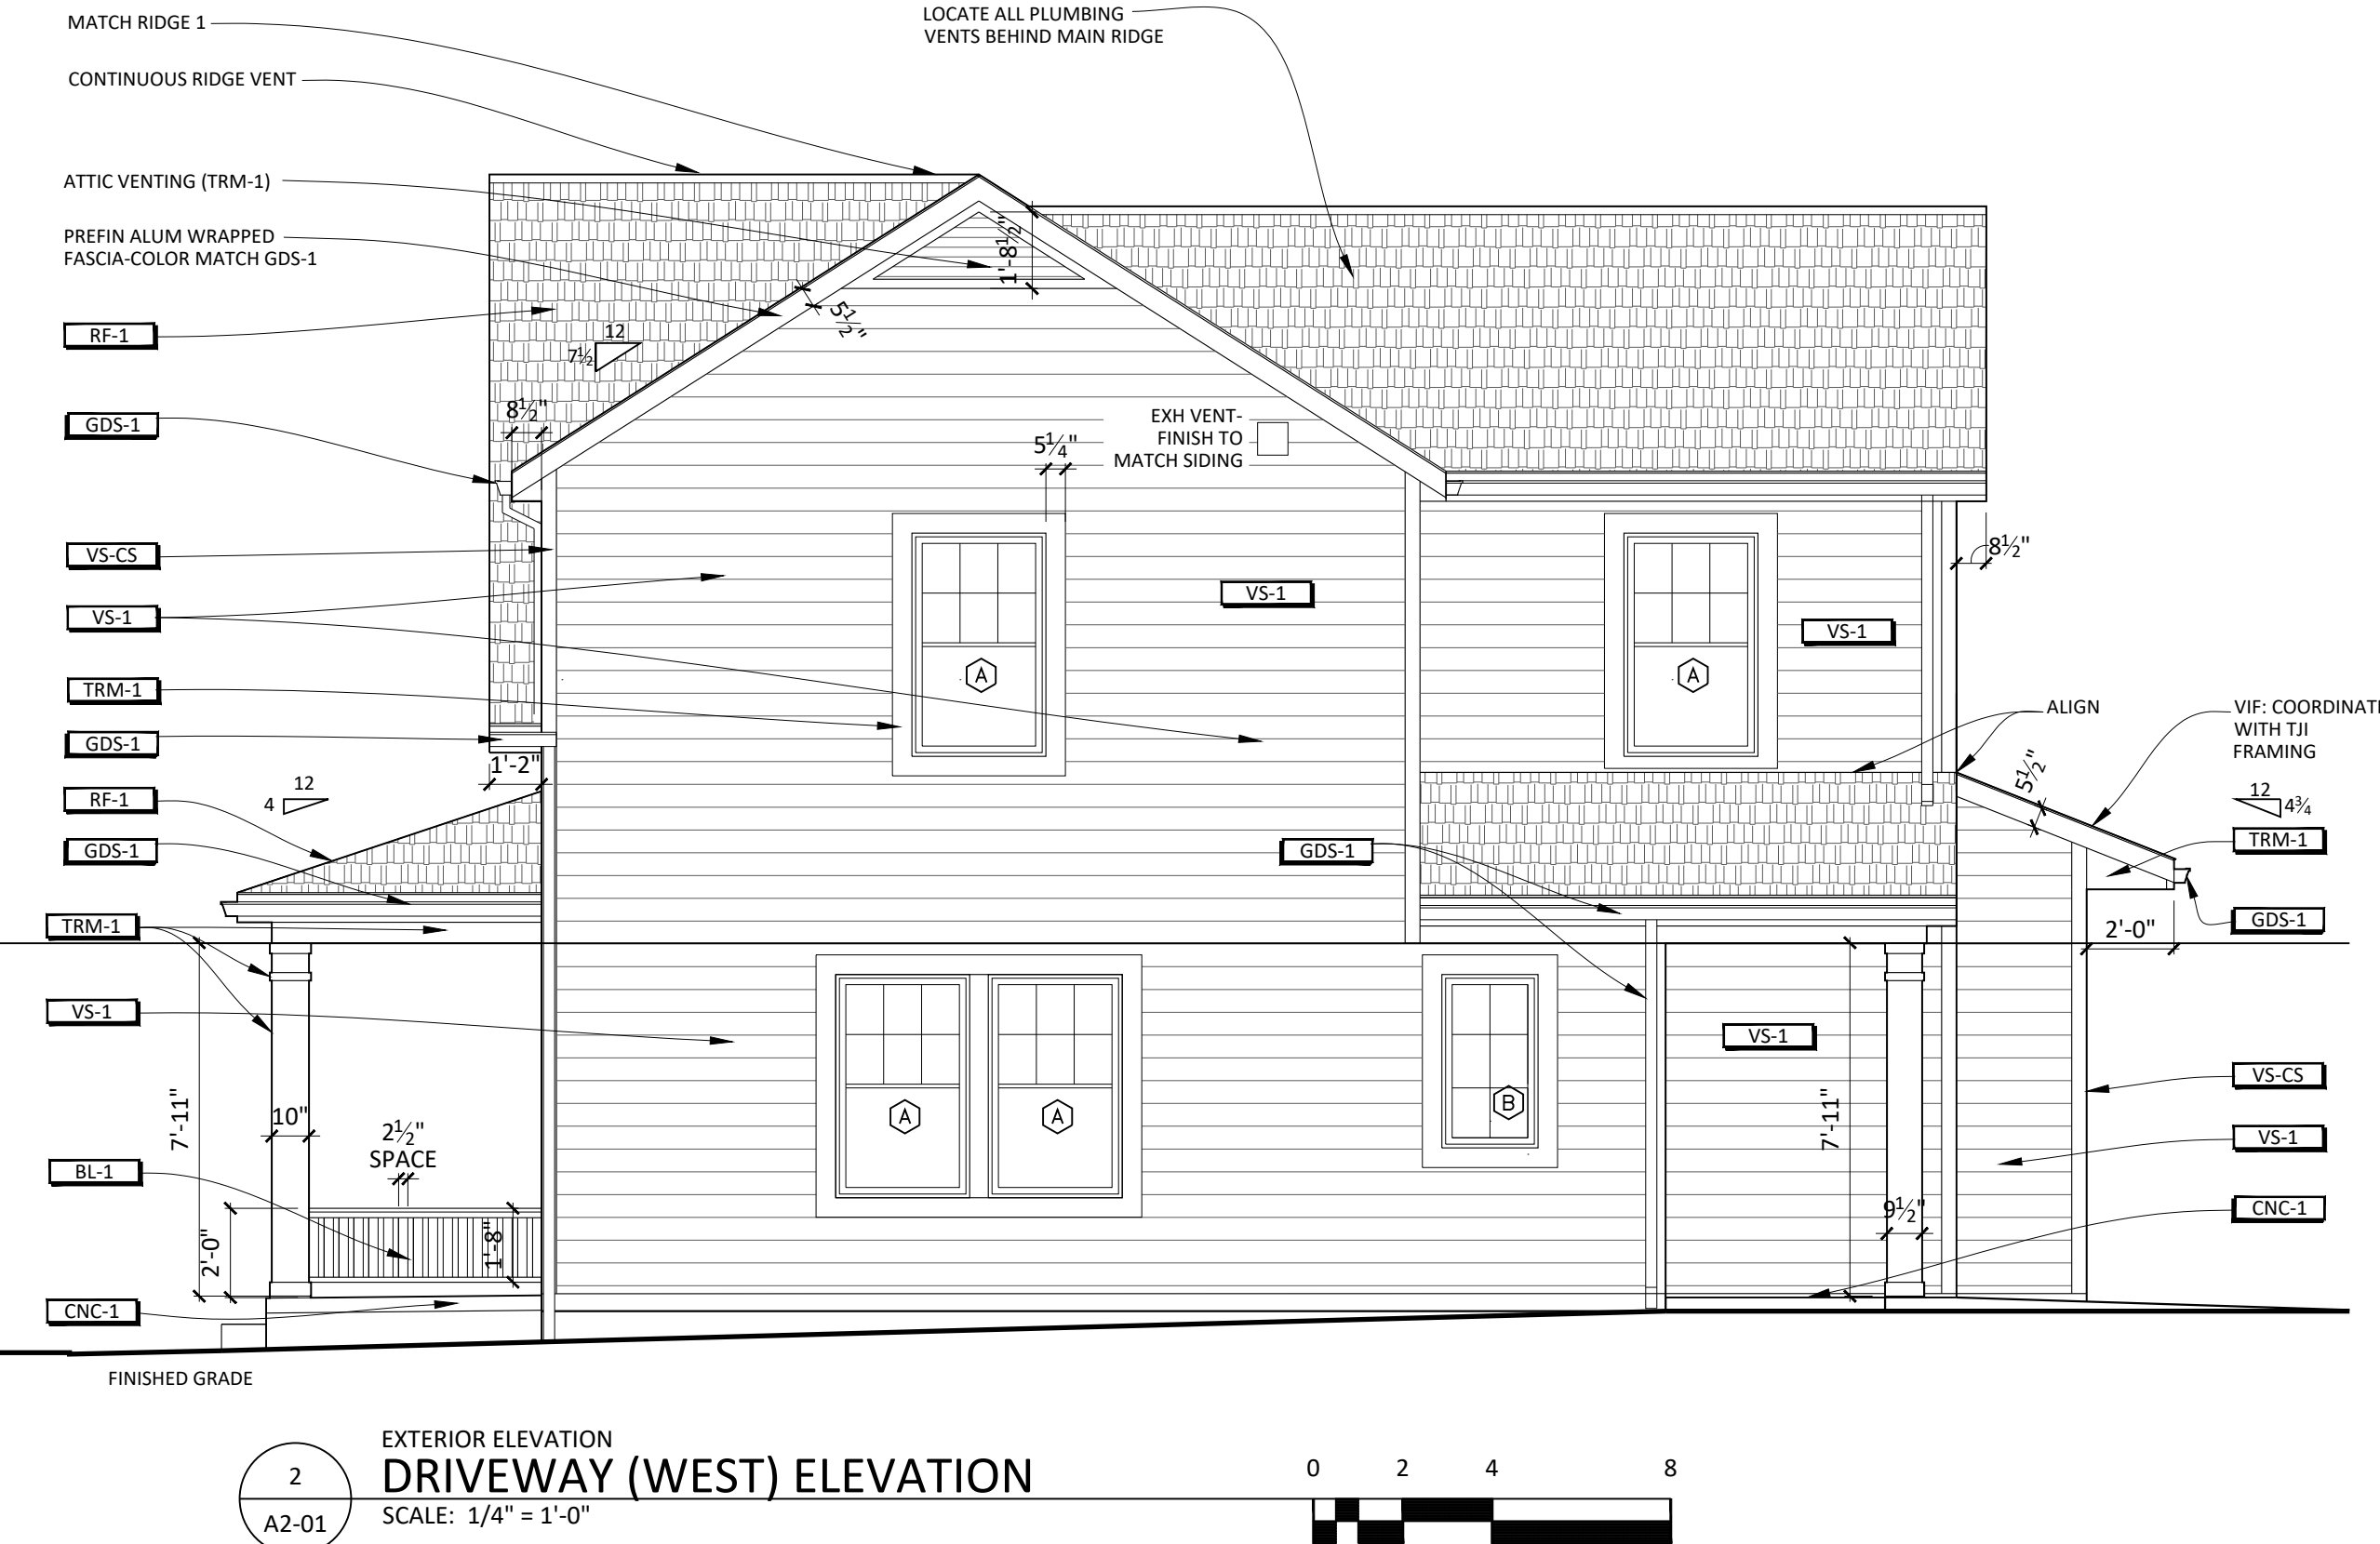 MATCH RIDGE 1
LOCATE ALL PLUMBING
VENTS BEHIND MAIN RIDGE
CONTINUOUS RIDGE VENT
ATTIC VENTING (TRM-1)
PREFIN ALUM WRAPPED
FASCIA-COLOR MATCH GDS-1
1'-8½"
5½"
RF-1
12
7½
GDS-1
8½"
5¼"
EXH VENT-
FINISH TO
MATCH SIDING
VS-CS
8½"
VS-1
VS-1
VS-1
A
A
TRM-1
ALIGN
VIF: COORDINATE
WITH TJI
FRAMING
GDS-1
1'-2"
5½"
RF-1
12
4
12
4¾
GDS-1
GDS-1
TRM-1
TRM-1
GDS-1
2'-0"
VS-1
VS-1
VS-CS
7'-11"
10"
2½"
SPACE
A
A
B
7'-11"
VS-1
BL-1
2'-0"
1'-8"
9½"
CNC-1
CNC-1
FINISHED GRADE
2
A2-01
EXTERIOR ELEVATION
DRIVEWAY (WEST) ELEVATION
SCALE: 1/4" = 1'-0"
0 2 4 8